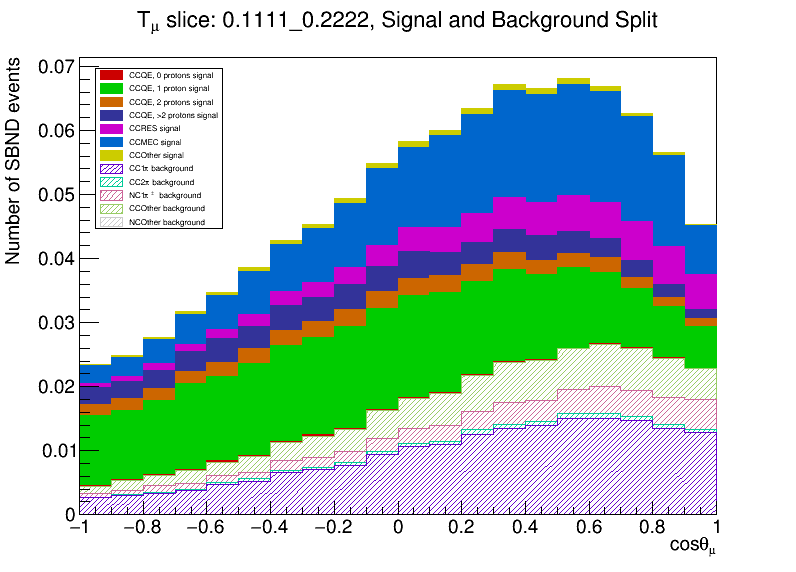 Tμ slice: 0.1111_0.2222, Signal and Background Split
Number of SBND events
0.07
0.06
0.05
0.04
0.03
0.02
0.01
0
CCQE, 0 protons signal
CCQE, 1 proton signal
CCQE, 2 protons signal
CCQE, >2 protons signal
CCRES signal
CCMEC signal
CCOther signal
CC1π background
CC2π background
NC1π ± background
CCOther background
NCOther background
−1 −0.8 −0.6 −0.4 −0.2 0 0.2 0.4 0.6 0.8 1
cosθμ